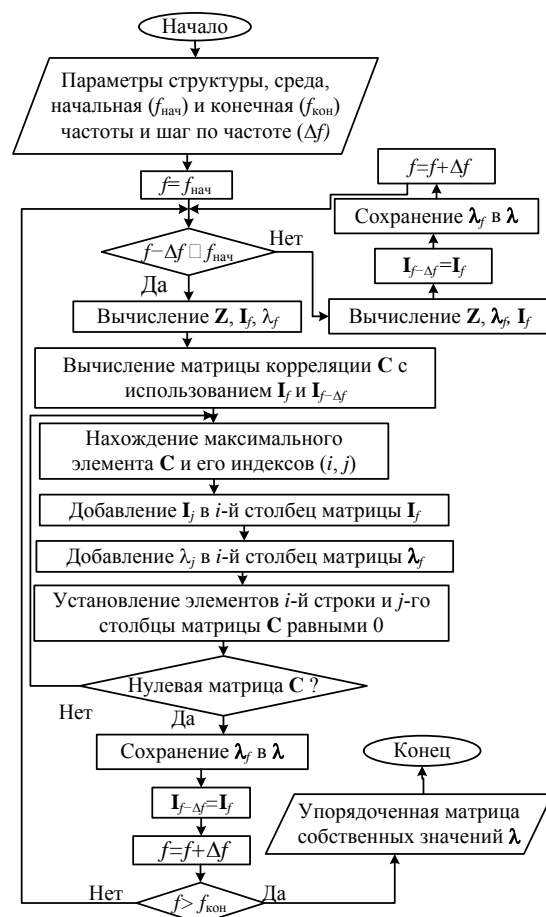 Начало
Параметры структуры, среда,
начальная (fнач) и конечная (fкон)
частоты и шаг по частоте (Δf)
f= fнач
f=f+Δf
Сохранение λf в λ
If−Δf=If
Вычисление Z, λf, If
f−Δf □ fнач
Нет
Да
Вычисление Z, If, λf
Вычисление матрицы корреляции C с
использованием If и If−Δf
Нахождение максимального
элемента C и его индексов (i, j)
Добавление Ij в i-й столбец матрицы If
Добавление λj в i-й столбец матрицы λf
Установление элементов i-й строки и j-го
столбцы матрицы C равными 0
Нулевая матрица C ?
Нет
Да
Сохранение λf в λ
If−Δf=If
f=f+Δf
f> fкон
Нет
Да
Упорядоченная матрица
собственных значений λ
Конец